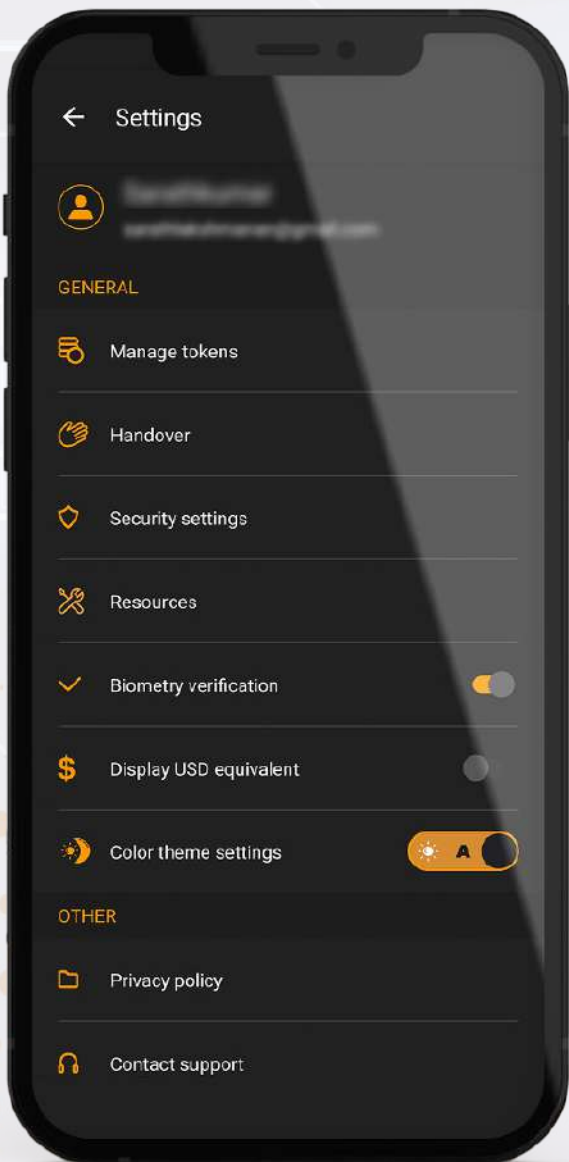 Settings
GENERAL
Manage tokens
Handover
Security settings
Resources
Biometry verification
$ Display USD equivalent
Color theme settings A
OTHER
Privacy policy
Contact support